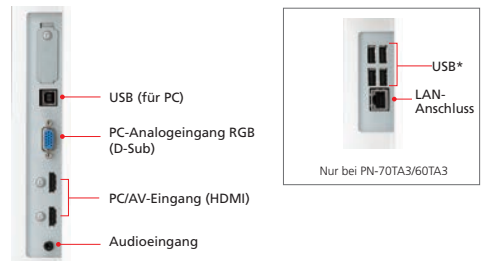 USB (für PC)
PC-Analogeingang RGB
(D-Sub)
PC/AV-Eingang (HDMI)
Audioeingang
USB*
LAN-
Anschluss
Nur bei PN-70TA3/60TA3